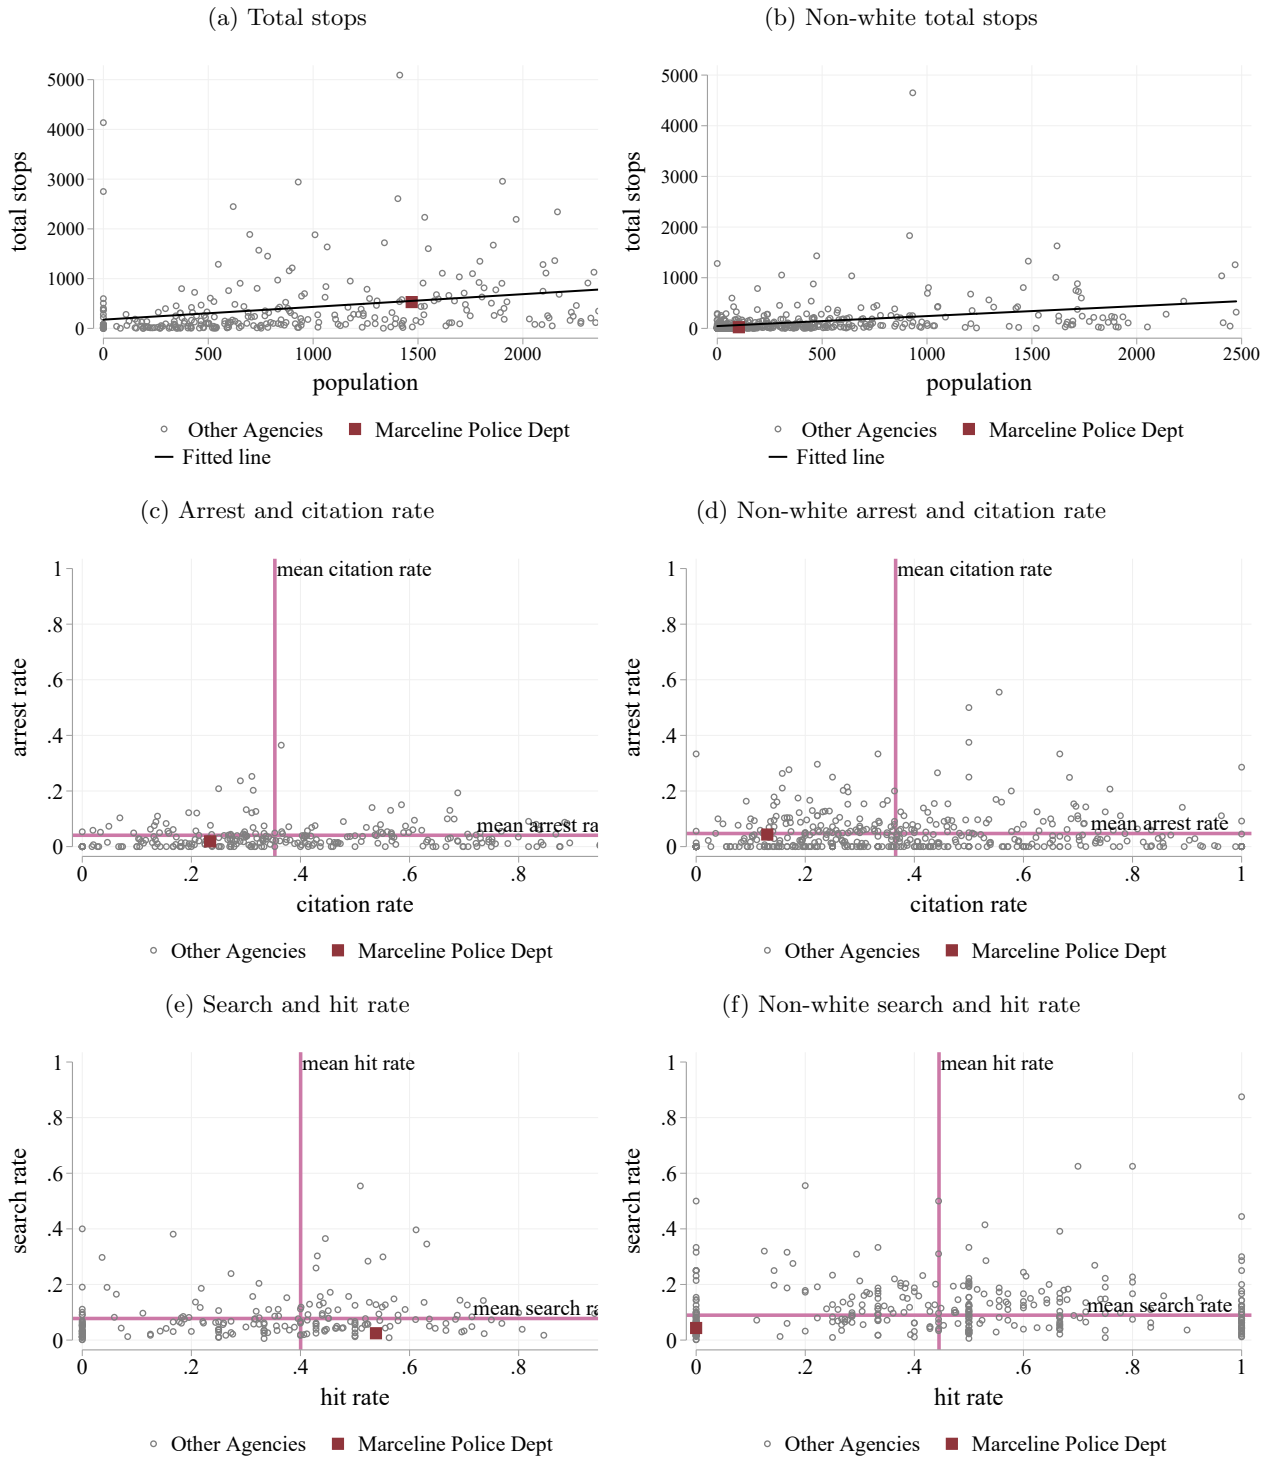 (a) Total stops
(b) Non-white total stops
total stops
5000
4000
3000
2000
1000
0
0 500 1000 1500 2000
population
Other Agencies Marceline Police Dept
Fitted line
total stops
5000
4000
3000
2000
1000
0
0 500 1000 1500 2000 2500
population
Other Agencies Marceline Police Dept
Fitted line
(c) Arrest and citation rate
(d) Non-white arrest and citation rate
arrest rate
1
.8
.6
.4
.2
0
mean citation rate
mean arrest ra
0 .2 .4 .6 .8
citation rate
Other Agencies Marceline Police Dept
arrest rate
1
.8
.6
.4
.2
0
mean citation rate
mean arrest rate
0 .2 .4 .6 .8 1
citation rate
Other Agencies Marceline Police Dept
(e) Search and hit rate
(f) Non-white search and hit rate
search rate
1
.8
.6
.4
.2
0
mean hit rate
mean search ra
0 .2 .4 .6 .8
hit rate
Other Agencies Marceline Police Dept
search rate
1
.8
.6
.4
.2
0
mean hit rate
mean search rate
0 .2 .4 .6 .8 1
hit rate
Other Agencies Marceline Police Dept